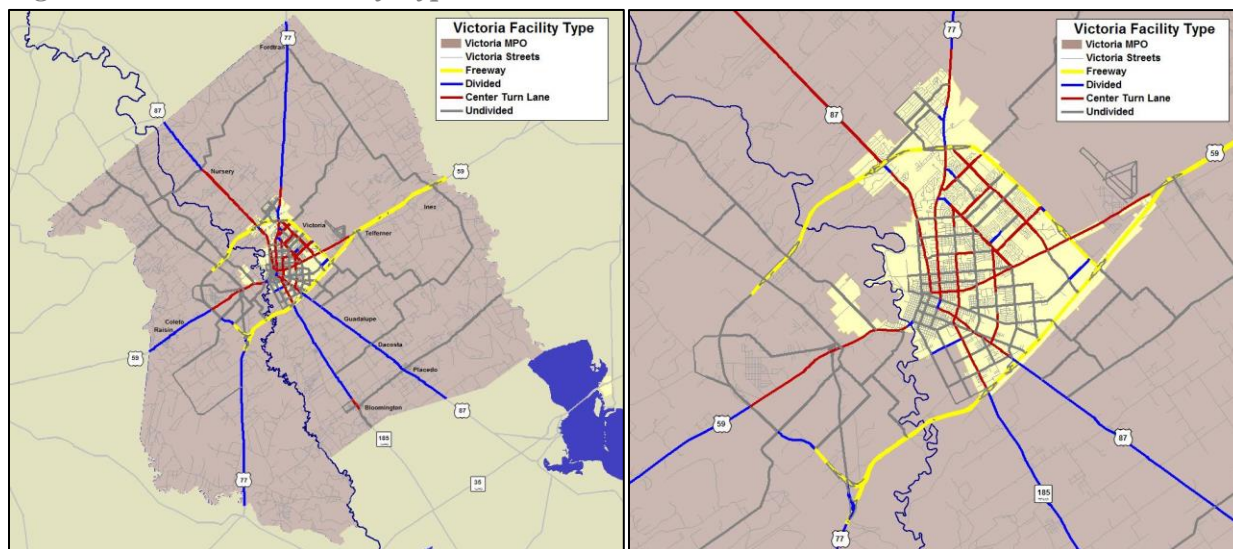 77
Fordtran
Victoria Facility Type
Victoria MPO
Victoria Streets
Freeway
Divided
Center Turn Lane
Undivided
87
Nursery
59
Inez
Victoria
Telferner
Coleto
Raisin
Guadalupe
Dacosta
59
Placedo
Bloomington
87
185
35
77
77
Victoria Facility Type
Victoria MPO
Victoria Streets
Freeway
Divided
Center Turn Lane
Undivided
87
59
59
87
185
77